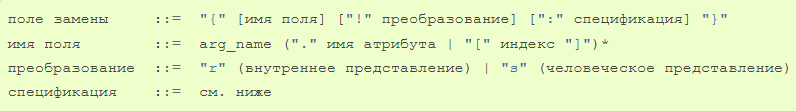 поле замены ::= "{" [имя поля] ["!" преобразование] [":" спецификация] "}"
имя поля ::= arg_name ("." имя атрибута | "[" индекс "]")*
преобразование ::= "r" (внутреннее представление) | "s" (человеческое представление)
спецификация ::= см. ниже